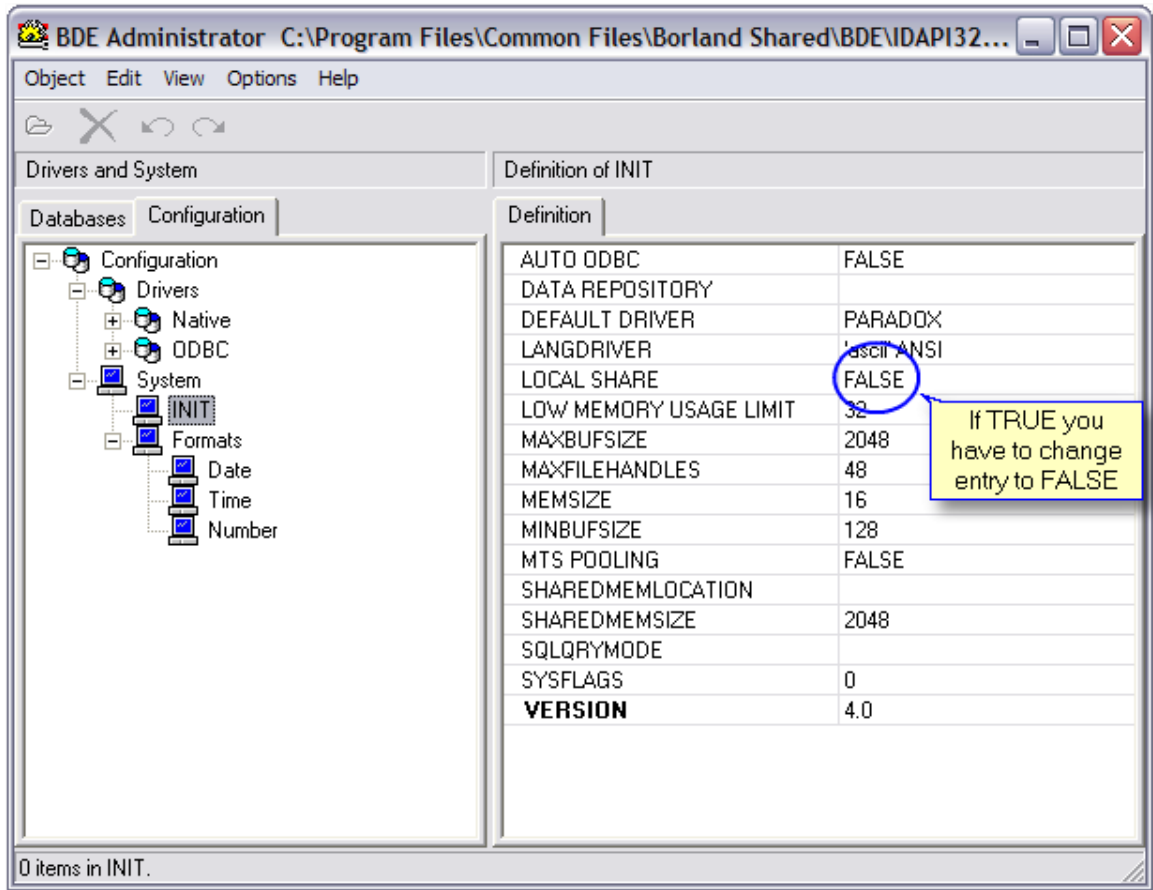 BDE Administrator C:\Program Files\Common Files\Borland Shared\BDE\IDAPI32...
Object Edit View Options Help
Drivers and System
Definition of INIT
Databases Configuration
Definition
Configuration
Drivers
Native
ODBC
System
INIT
Formats
Date
Time
Number
AUTO ODBC FALSE
DATA REPOSITORY
DEFAULT DRIVER PARADOX
LANGDRIVER 'ascii' ANSI
LOCAL SHARE FALSE
LOW MEMORY USAGE LIMIT 32
MAXBUFSIZE 2048
MAXFILEHANDLES 48
MEMSIZE 16
MINBUFSIZE 128
MTS POOLING FALSE
SHAREDMEMLOCATION
SHAREDMEMSIZE 2048
SQLQRYMODE
SYSFLAGS 0
VERSION 4.0
If TRUE you
have to change
entry to FALSE
0 items in INIT.